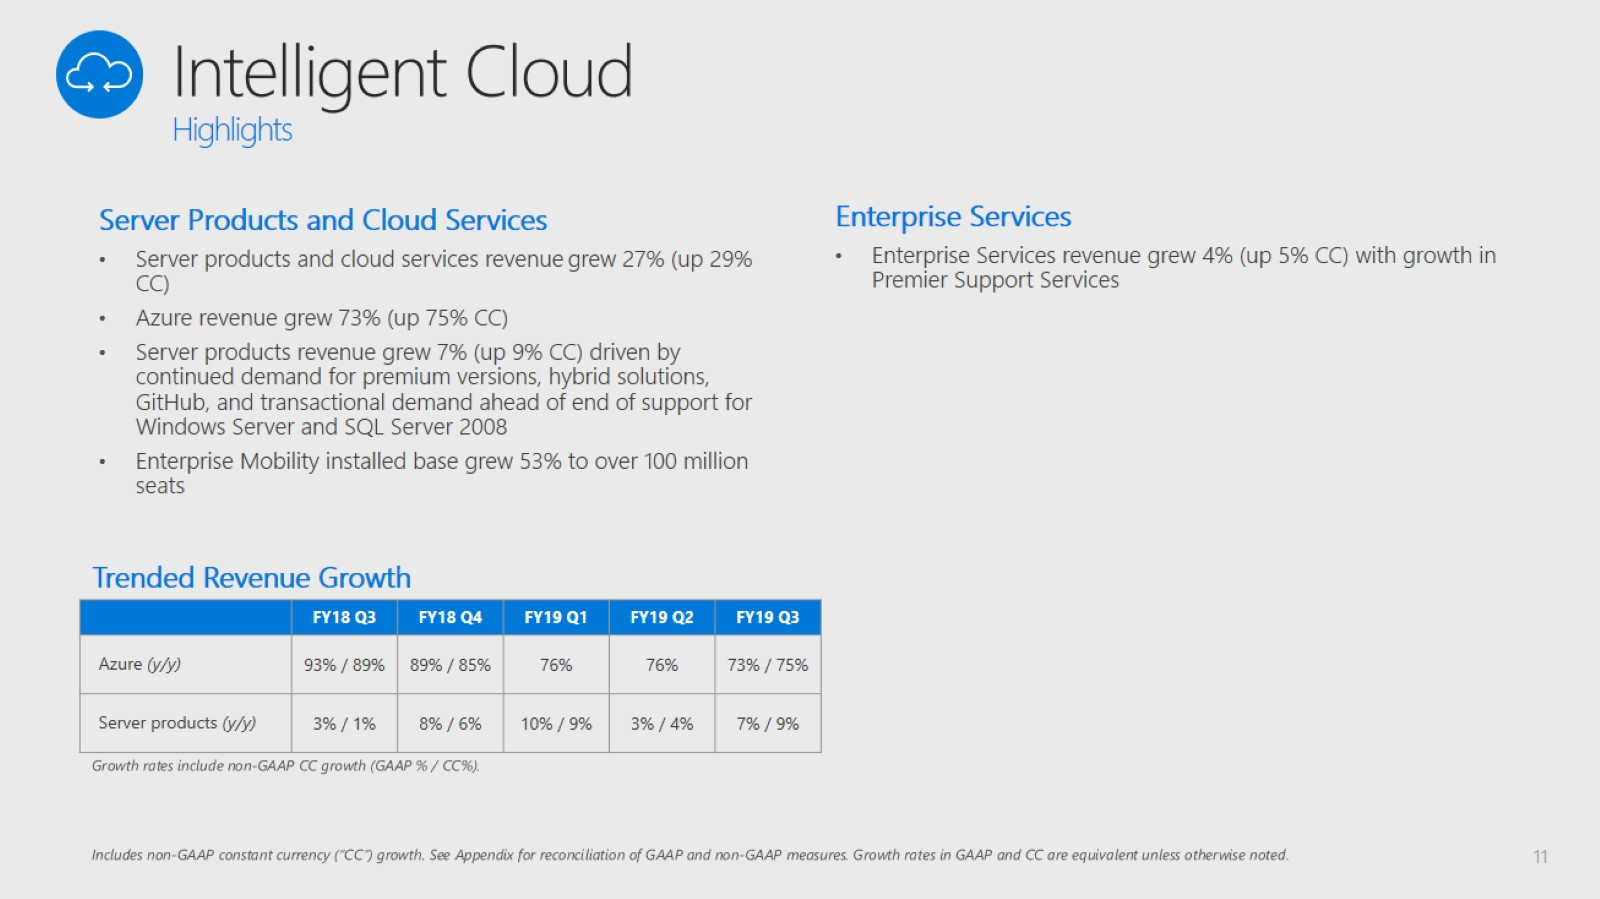 Intelligent Cloud
Highlights
Server Products and Cloud Services
• Server products and cloud services revenue grew 27% (up 29%
CC)
• Azure revenue grew 73% (up 75% CC)
• Server products revenue grew 7% (up 9% CC) driven by
continued demand for premium versions, hybrid solutions,
GitHub, and transactional demand ahead of end of support for
Windows Server and SQL Server 2008
• Enterprise Mobility installed base grew 53% to over 100 million
seats
Enterprise Services
• Enterprise Services revenue grew 4% (up 5% CC) with growth in
Premier Support Services
Trended Revenue Growth
FY18 Q3 FY18 Q4 FY19 Q1 FY19 Q2 FY19 Q3
Azure (y/y) 93% / 89% 89% / 85% 76% 76% 73% / 75%
Server products (y/y) 3% / 1% 8% / 6% 10% / 9% 3% / 4% 7% / 9%
Growth rates include non-GAAP CC growth (GAAP % / CC%).
Includes non-GAAP constant currency ("CC") growth. See Appendix for reconciliation of GAAP and non-GAAP measures. Growth rates in GAAP and CC are equivalent unless otherwise noted.
11